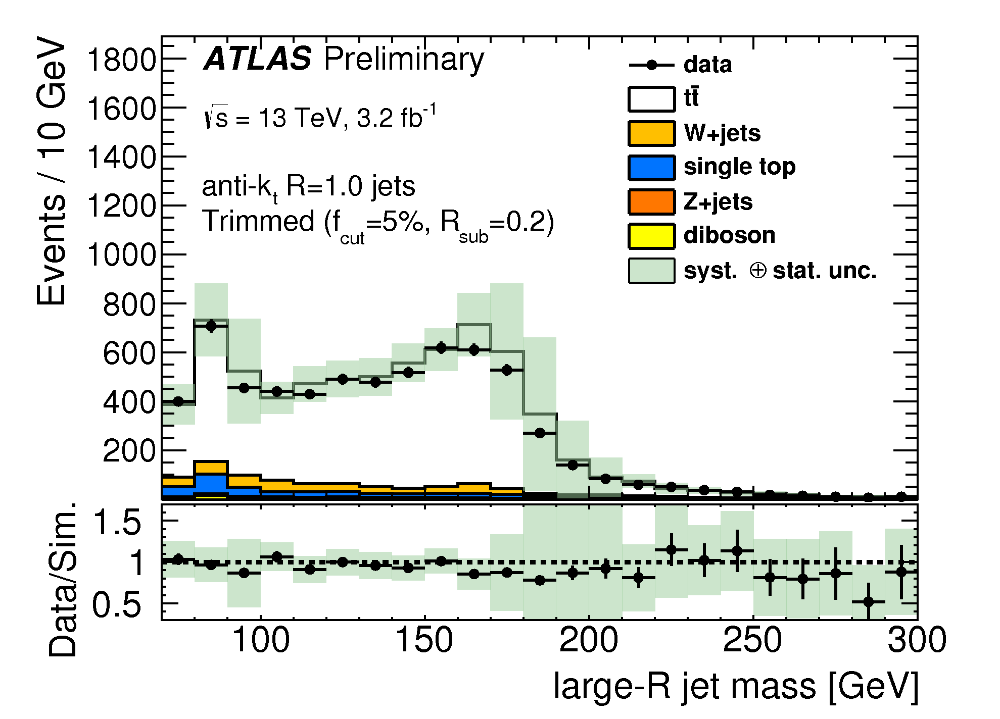 ATLAS Preliminary
√s = 13 TeV, 3.2 fb⁻¹
anti-kₜ R=1.0 jets
Trimmed (f_cut=5%, R_sub=0.2)
data
tt̄
W+jets
single top
Z+jets
diboson
syst. ⊕ stat. unc.
Events / 10 GeV
1800
1600
1400
1200
1000
800
600
400
200
Data/Sim.
1.5
1
0.5
100 150 200 250 300
large-R jet mass [GeV]